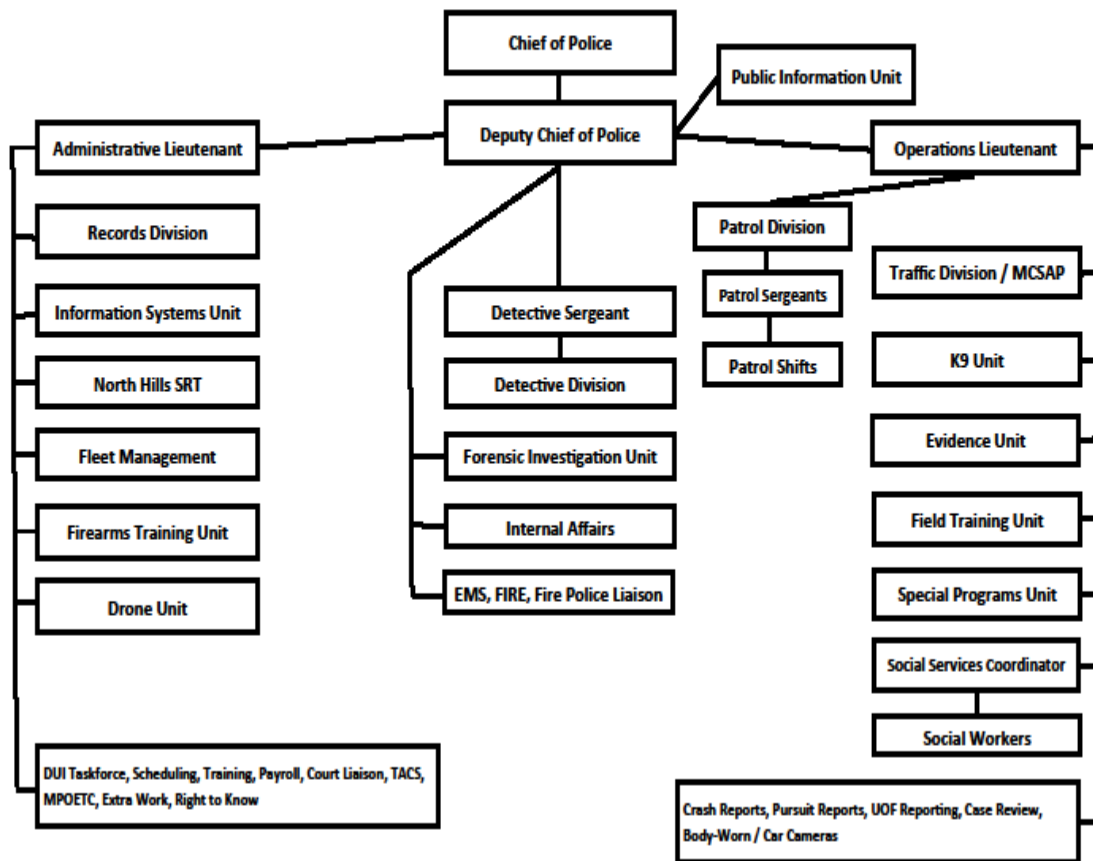 Chief of Police
Public Information Unit
Deputy Chief of Police
Administrative Lieutenant
Operations Lieutenant
Records Division
Information Systems Unit
North Hills SRT
Fleet Management
Firearms Training Unit
Drone Unit
DUI Taskforce, Scheduling, Training, Payroll, Court Liaison, TACS,
MPOETC, Extra Work, Right to Know
Detective Sergeant
Detective Division
Forensic Investigation Unit
Internal Affairs
EMS, FIRE, Fire Police Liaison
Patrol Division
Patrol Sergeants
Patrol Shifts
Traffic Division / MCSAP
K9 Unit
Evidence Unit
Field Training Unit
Special Programs Unit
Social Services Coordinator
Social Workers
Crash Reports, Pursuit Reports, UOF Reporting, Case Review,
Body-Worn / Car Cameras